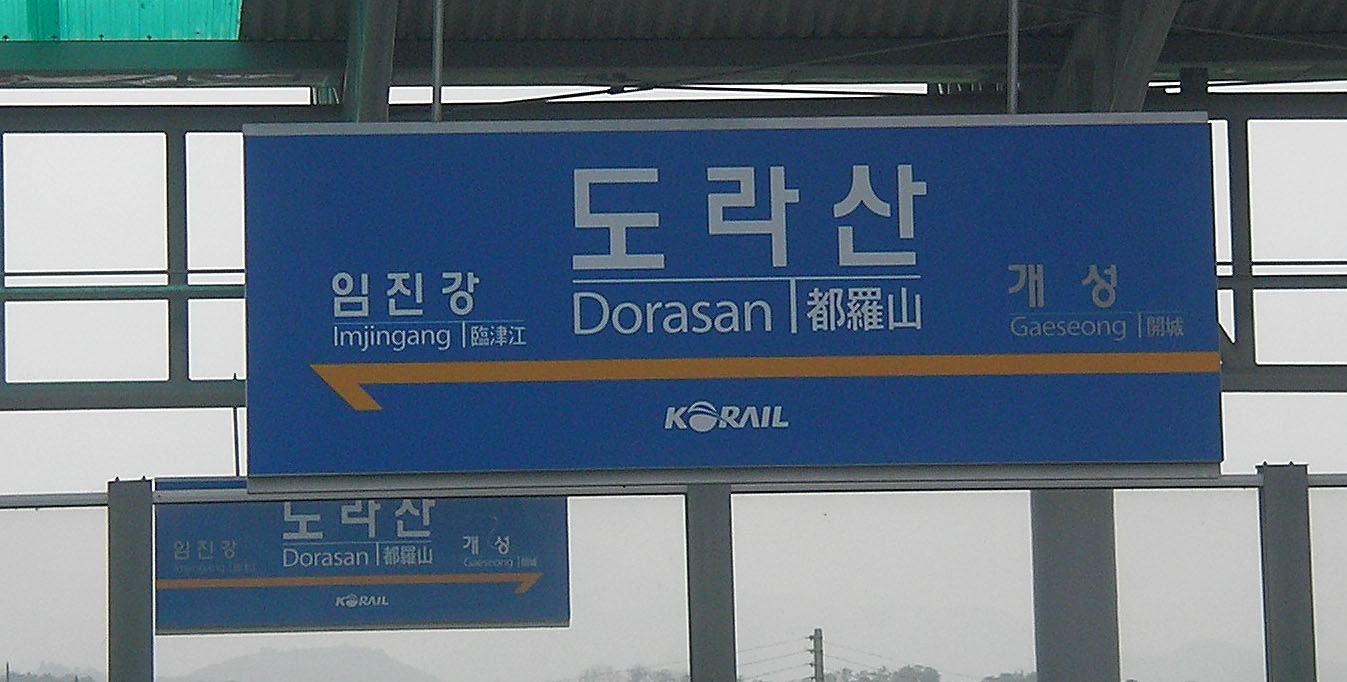 도라산
Dorasan 都羅山
임진강
Imjingang 臨津江
개성
Gaeseong 開城
KORAIL
도라산
Dorasan 都羅山
임진강
개성
Gaeseong
KORAIL